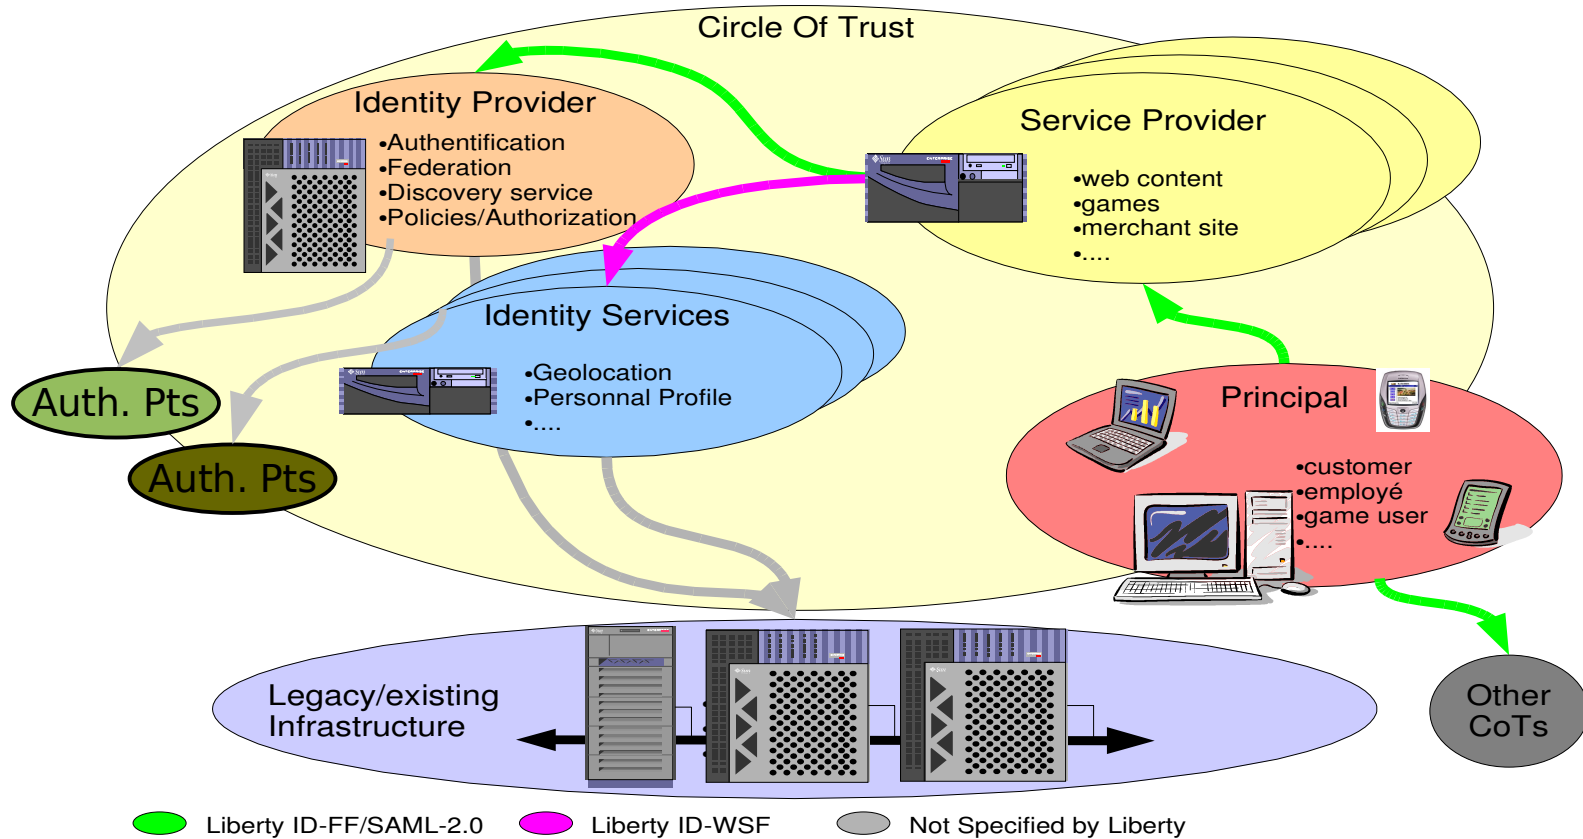 Circle Of Trust
Identity Provider
•Authentification
•Federation
•Discovery service
•Policies/Authorization
Service Provider
•web content
•games
•merchant site
•....
Identity Services
•Geolocation
•Personnal Profile
•....
Auth. Pts
Auth. Pts
Principal
•customer
•employé
•game user
•....
Legacy/existing
Infrastructure
Other
CoTs
Liberty ID-FF/SAML-2.0
Liberty ID-WSF
Not Specified by Liberty
Sun
ENTERPRISE